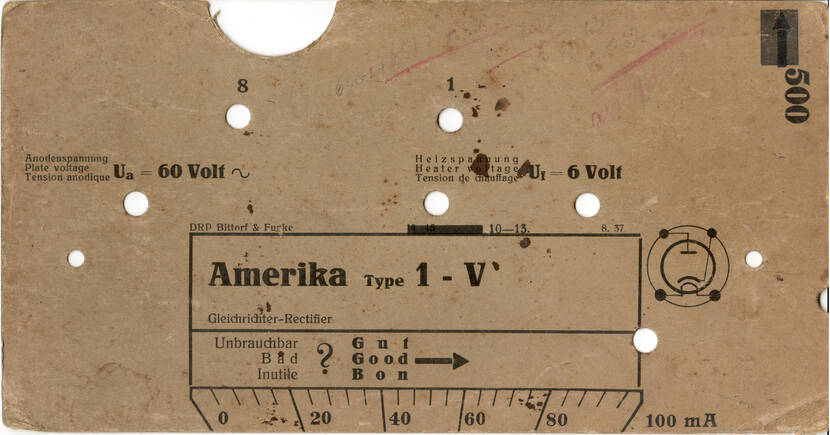 500
8
1
Anodenspannung
Plate voltage
Tension anodique
Ua = 60 Volt ~
Heizspannung
Heater voltage
Tension de chauffage
Uf = 6 Volt
DRP Bittorf & Funke
10—15.
8. 37
Amerika Type 1 - V
Gleichrichter-Rectifier
Unbrauchbar ? Gut
Bad Good
Inutile Bon
0 20 40 60 80 100 mA